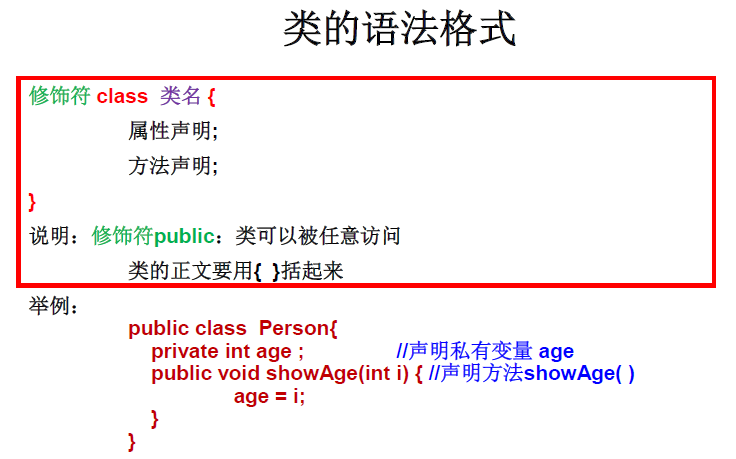 类的语法格式
修饰符 class 类名 {
属性声明;
方法声明;
}
说明：修饰符public：类可以被任意访问
类的正文要用{ }括起来
举例：
public class Person{
private int age ; //声明私有变量 age
public void showAge(int i) { //声明方法showAge( )
age = i;
}
}